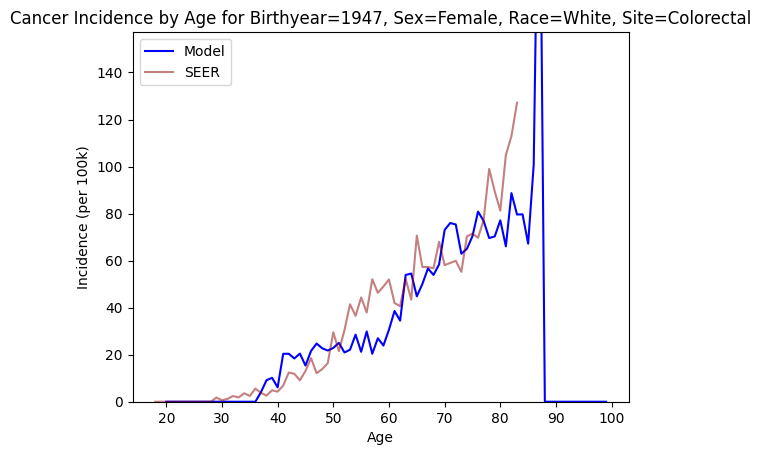 Cancer Incidence by Age for Birthyear=1947, Sex=Female, Race=White, Site=Colorectal
Model
SEER
140
120
100
80
60
40
20
0
Incidence (per 100k)
20 30 40 50 60 70 80 90 100
Age